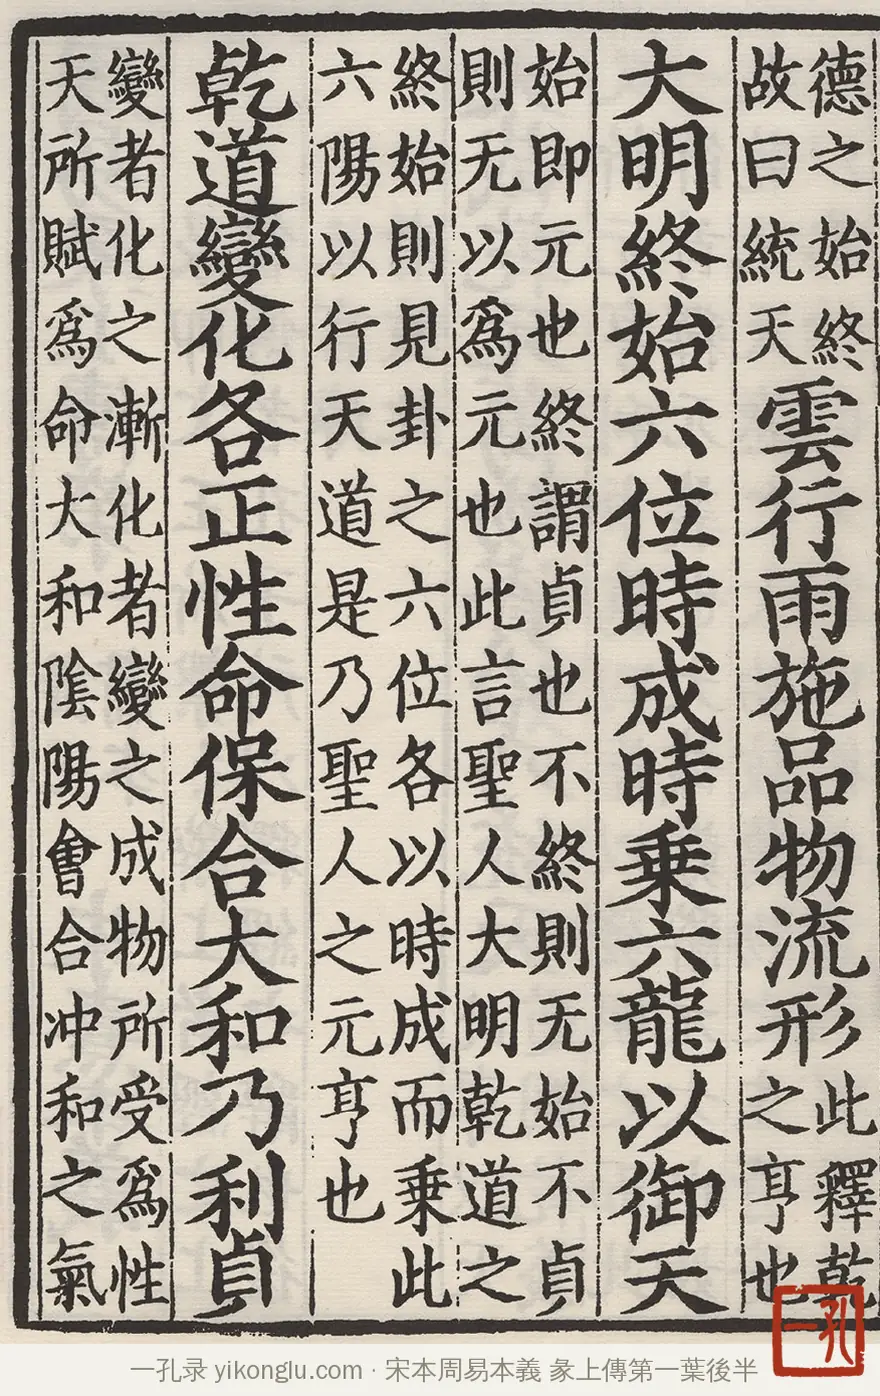 德之始終
故曰統天
雲行雨施品物流形
此釋乾
之亨也
大明終始六位時成時乗六龍以御天
始即元也終謂貞也不終則无始不貞
則无以爲元也此言聖人大明乾道之
終始則見卦之六位各以時成而乗此
六陽以行天道是乃聖人之元亨也
乾道變化各正性命保合大和乃利貞
變者化之漸化者變之成物所受爲性
天所賦爲命大和陰陽會合冲和之氣
一孔
一孔录 yikonglu.com · 宋本周易本義 彖上傳第一葉後半